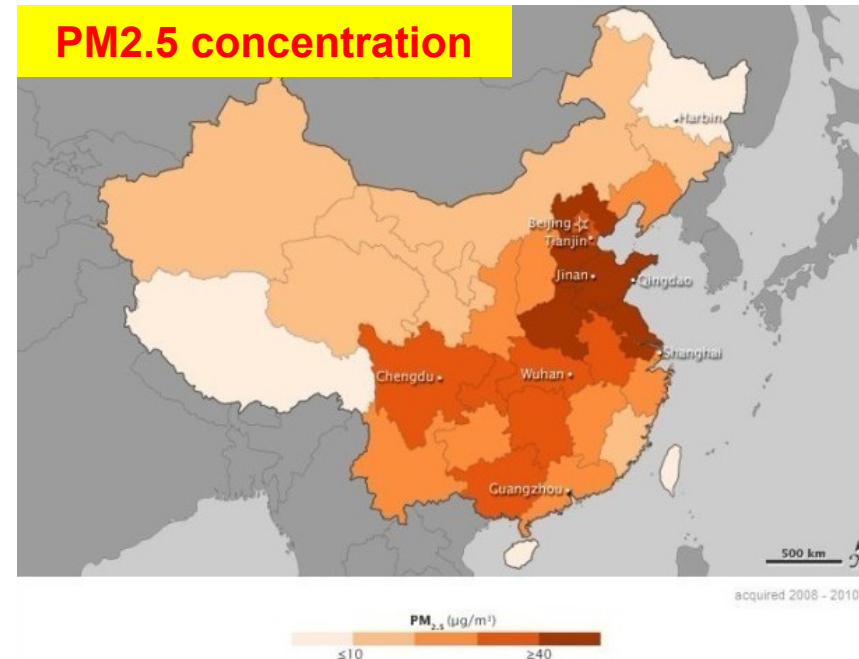 PM2.5 concentration
Harbin
Beijing
Tianjin
Jinan
Qingdao
Shanghai
Chengdu
Wuhan
Guangzhou
500 km
acquired 2008 - 2010
PM2.5 (μg/m³)
≤10 ≥40